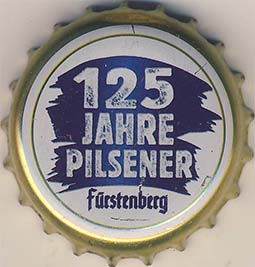 125
JAHRE
PILSENER
Fürstenberg